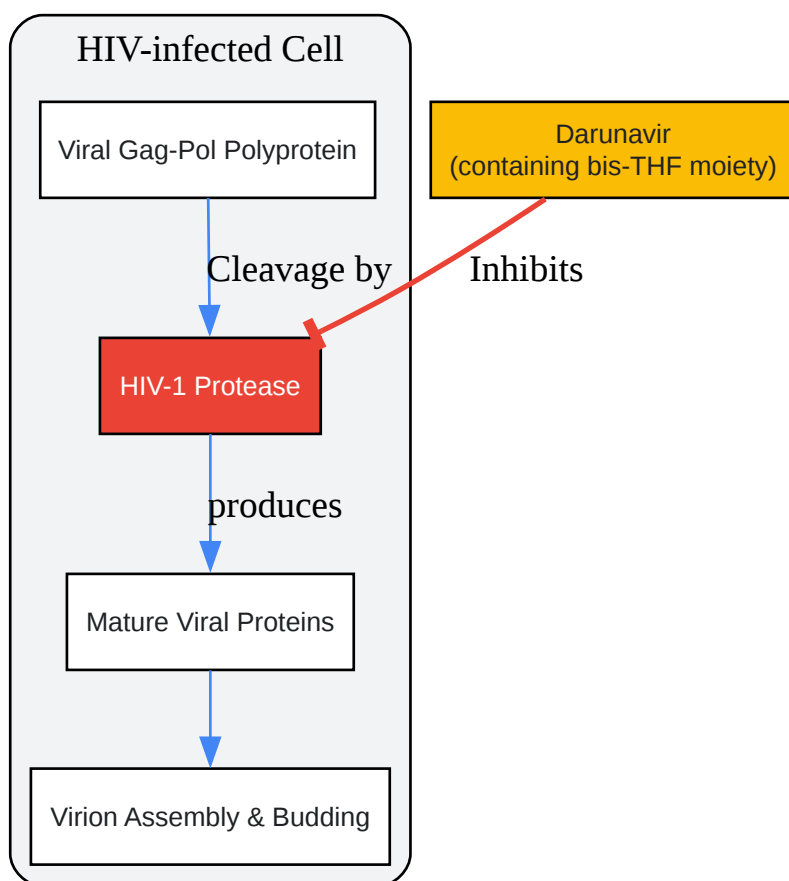 HIV-infected Cell
Viral Gag-Pol Polyprotein
Darunavir
(containing bis-THF moiety)
Cleavage by
Inhibits
HIV-1 Protease
produces
Mature Viral Proteins
Virion Assembly & Budding